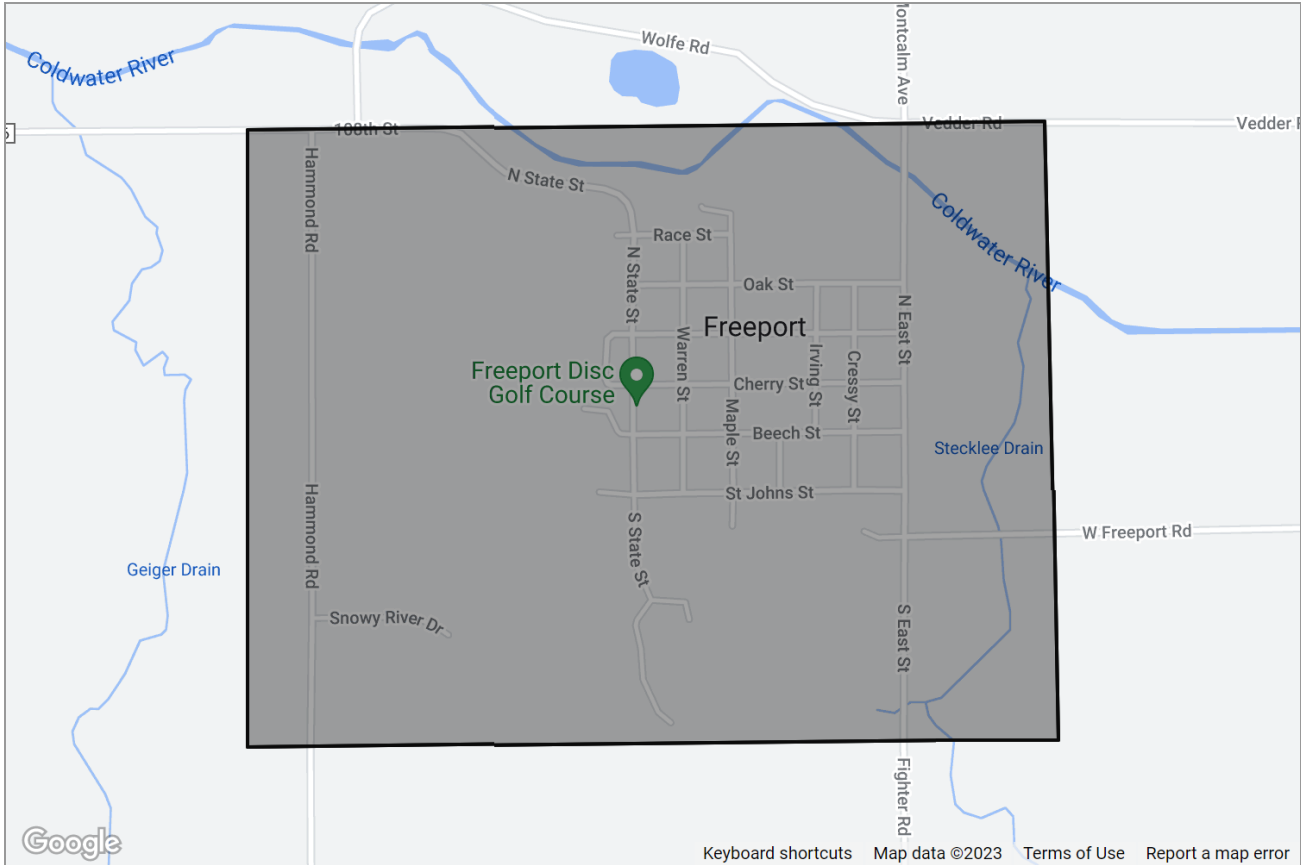 Wolfe Rd
Coldwater River
Montcalm Ave
108th St
Vedder Rd
Vedder
Hammond Rd
N State St
Coldwater River
Race St
N State St
Oak St
N East St
Freeport
Warren St
Irving St
Cressy St
Freeport Disc
Golf Course
Cherry St
Maple St
Beech St
Stecklee Drain
Hammond Rd
St Johns St
S State St
W Freeport Rd
Geiger Drain
Snowy River Dr
S East St
Fighter Rd
Google
Keyboard shortcuts Map data ©2023 Terms of Use Report a map error